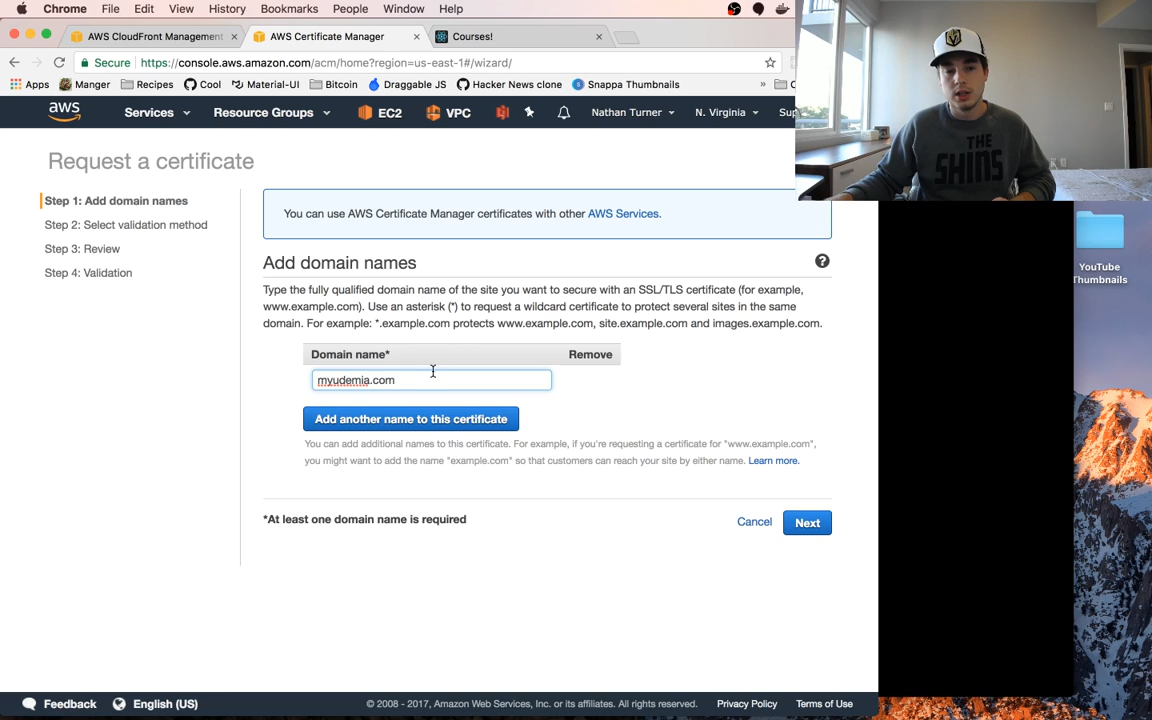 Chrome File Edit View History Bookmarks People Window Help
AWS CloudFront Management
AWS Certificate Manager
Courses!
Secure https://console.aws.amazon.com/acm/home?region=us-east-1#/wizard/
Apps Manger Recipes Cool Material-UI Bitcoin Draggable JS Hacker News clone Snappa Thumbnails »
aws Services Resource Groups EC2 VPC Nathan Turner N. Virginia Sup
THE
SHINS
Request a certificate
Step 1: Add domain names
Step 2: Select validation method
Step 3: Review
Step 4: Validation
You can use AWS Certificate Manager certificates with other AWS Services.
Add domain names
Type the fully qualified domain name of the site you want to secure with an SSL/TLS certificate (for example,
www.example.com). Use an asterisk (*) to request a wildcard certificate to protect several sites in the same
domain. For example: *.example.com protects www.example.com, site.example.com and images.example.com.
Domain name* Remove
myudemia.com
Add another name to this certificate
You can add additional names to this certificate. For example, if you're requesting a certificate for "www.example.com",
you might want to add the name "example.com" so that customers can reach your site by either name. Learn more.
*At least one domain name is required
Cancel Next
YouTube
Thumbnails
Feedback English (US) © 2008 - 2017, Amazon Web Services, Inc. or its affiliates. All rights reserved. Privacy Policy Terms of Use